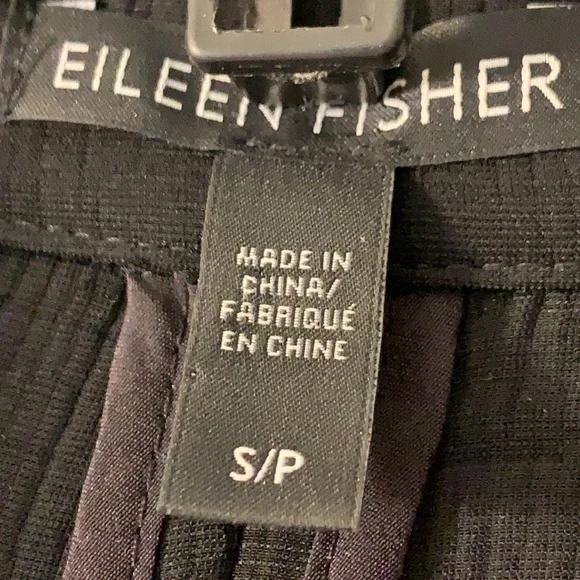 EILEEN FISHER
MADE IN
CHINA/
FABRIQUÉ
EN CHINE
S/P